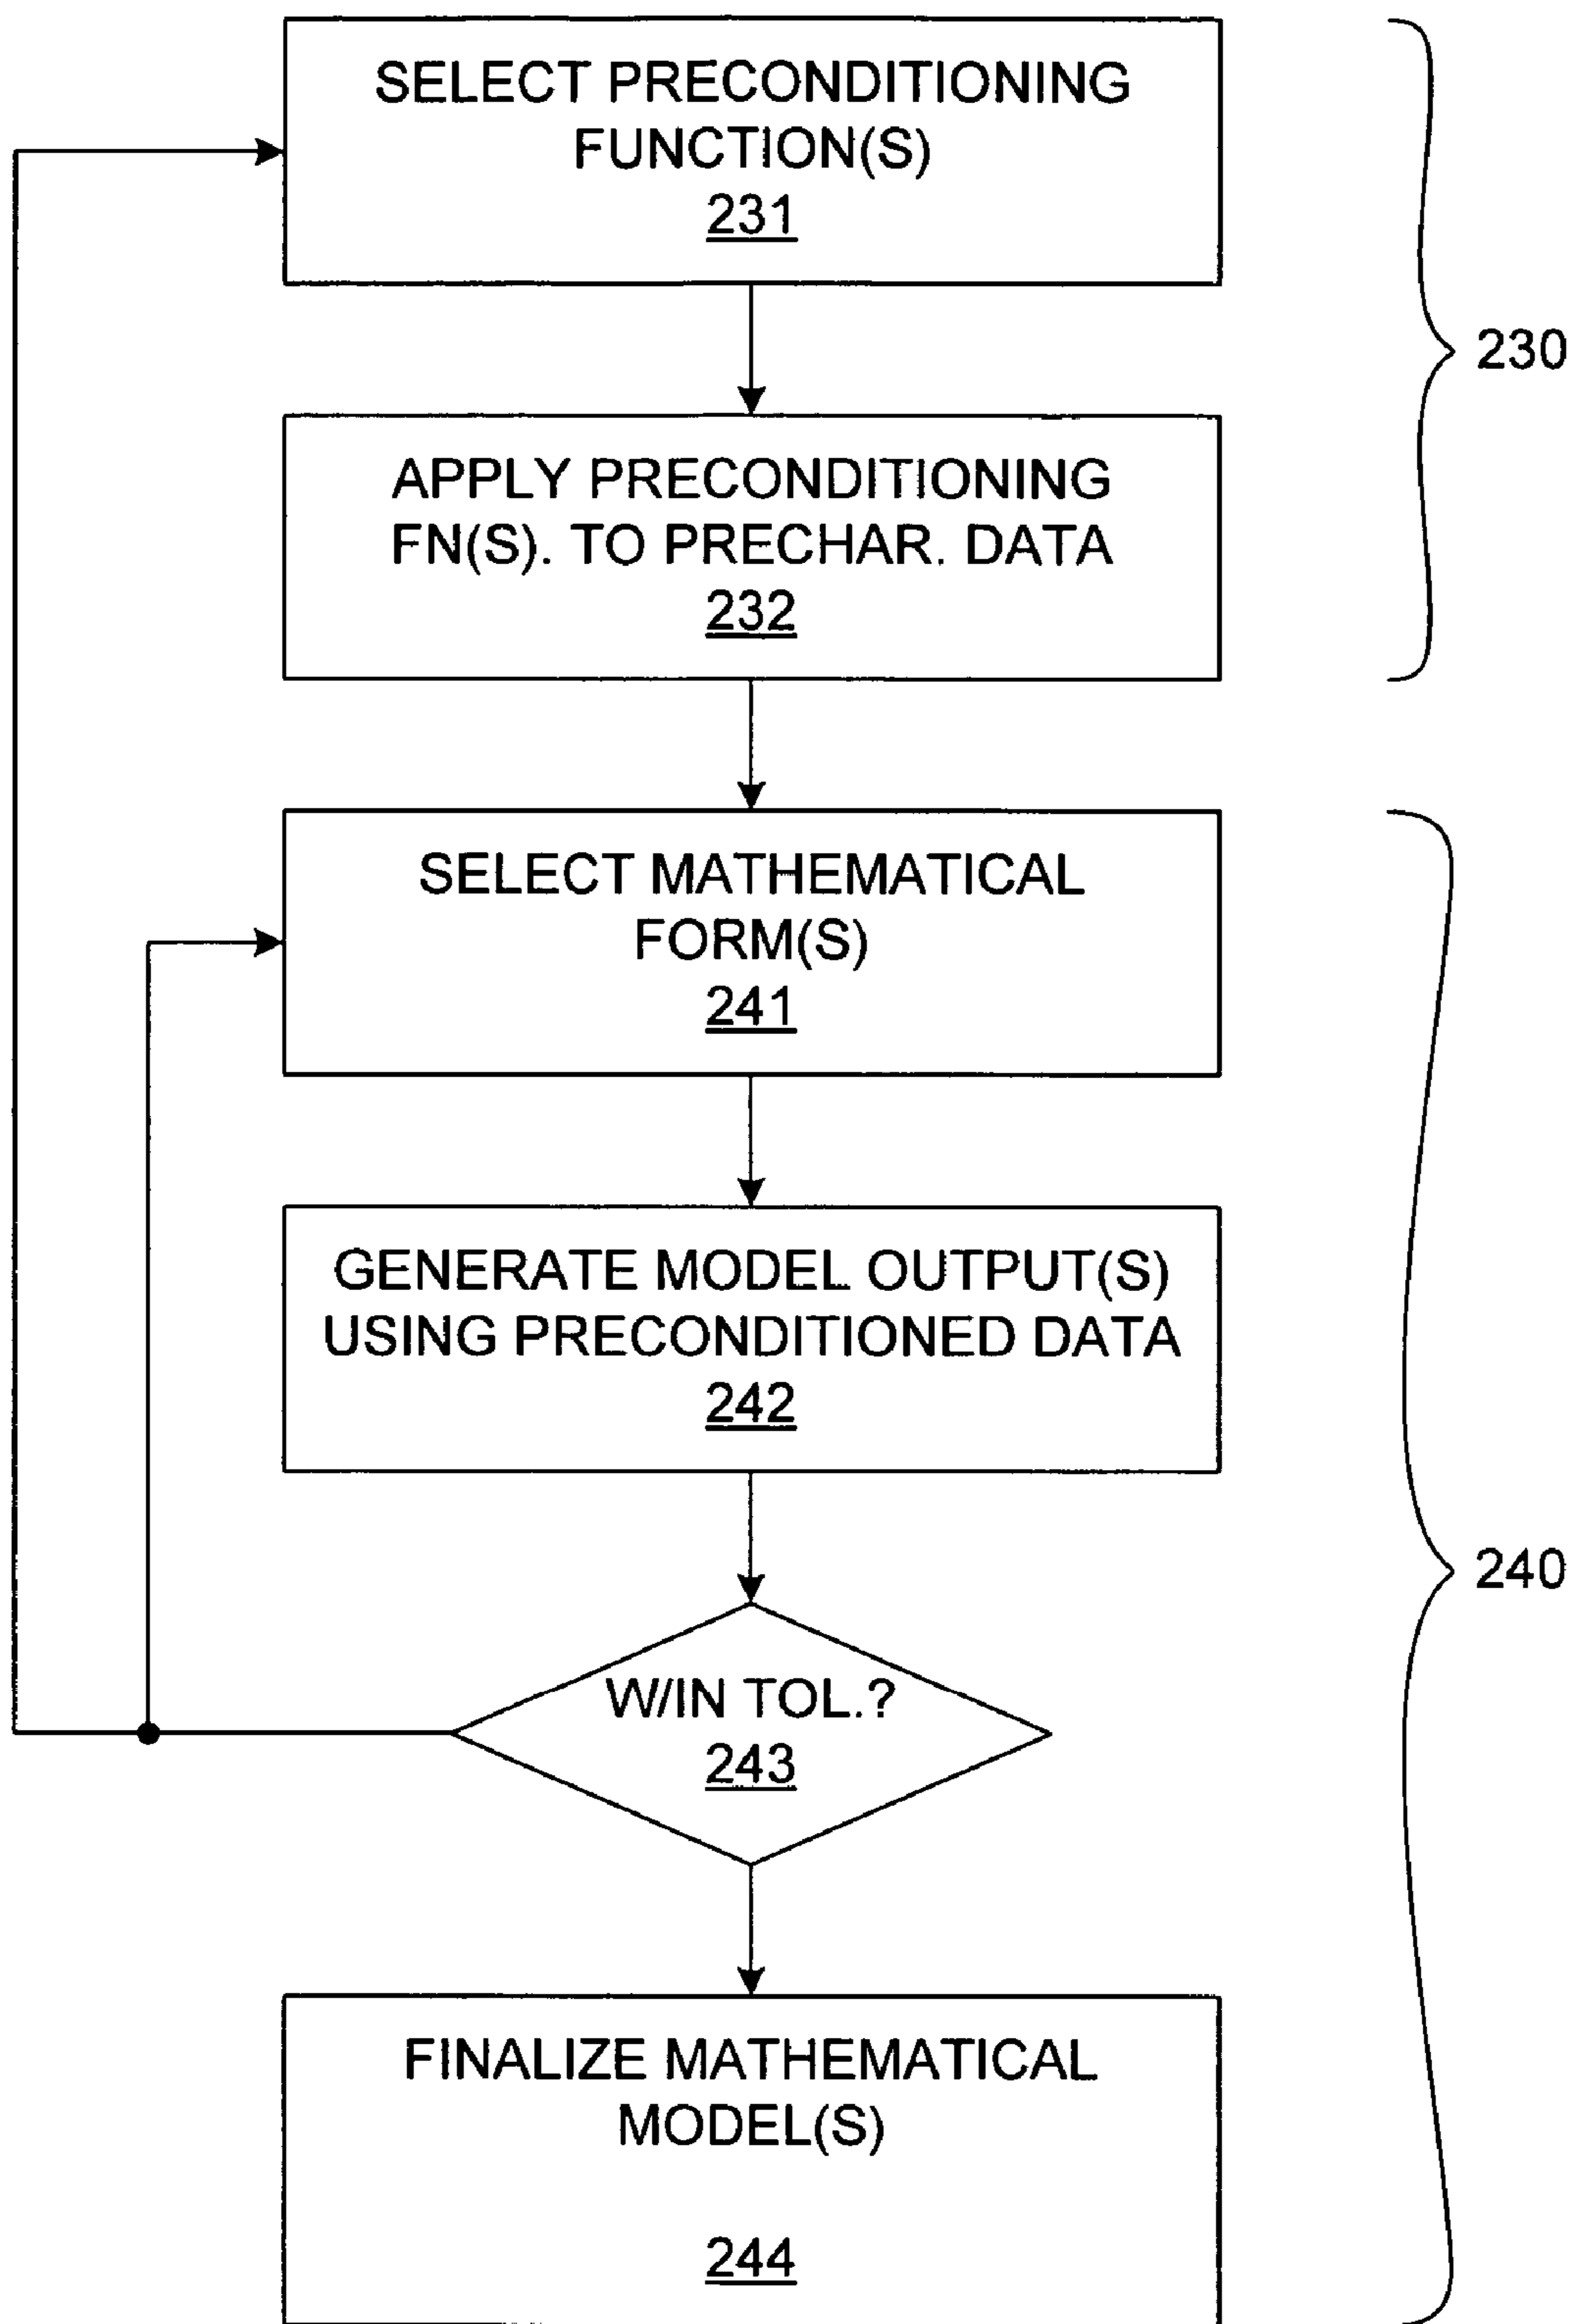 SELECT PRECONDITIONING
FUNCTION(S)
231
230
APPLY PRECONDITIONING
FN(S). TO PRECHAR. DATA
232
SELECT MATHEMATICAL
FORM(S)
241
GENERATE MODEL OUTPUT(S)
USING PRECONDITIONED DATA
242
240
W/IN TOL.?
243
FINALIZE MATHEMATICAL
MODEL(S)
244